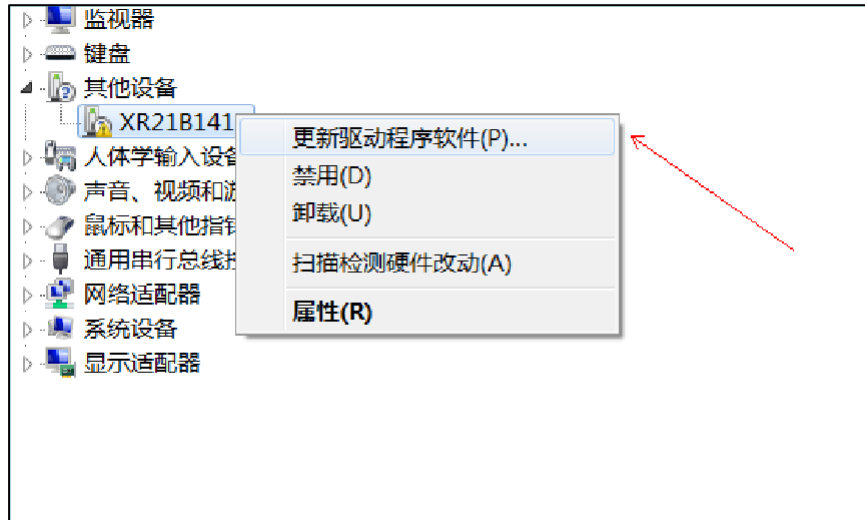 监视器
键盘
其他设备
XR21B141
人体学输入设备
声音、视频和游
鼠标和其他指针
通用串行总线控
网络适配器
系统设备
显示适配器
更新驱动程序软件(P)...
禁用(D)
卸载(U)
扫描检测硬件改动(A)
属性(R)